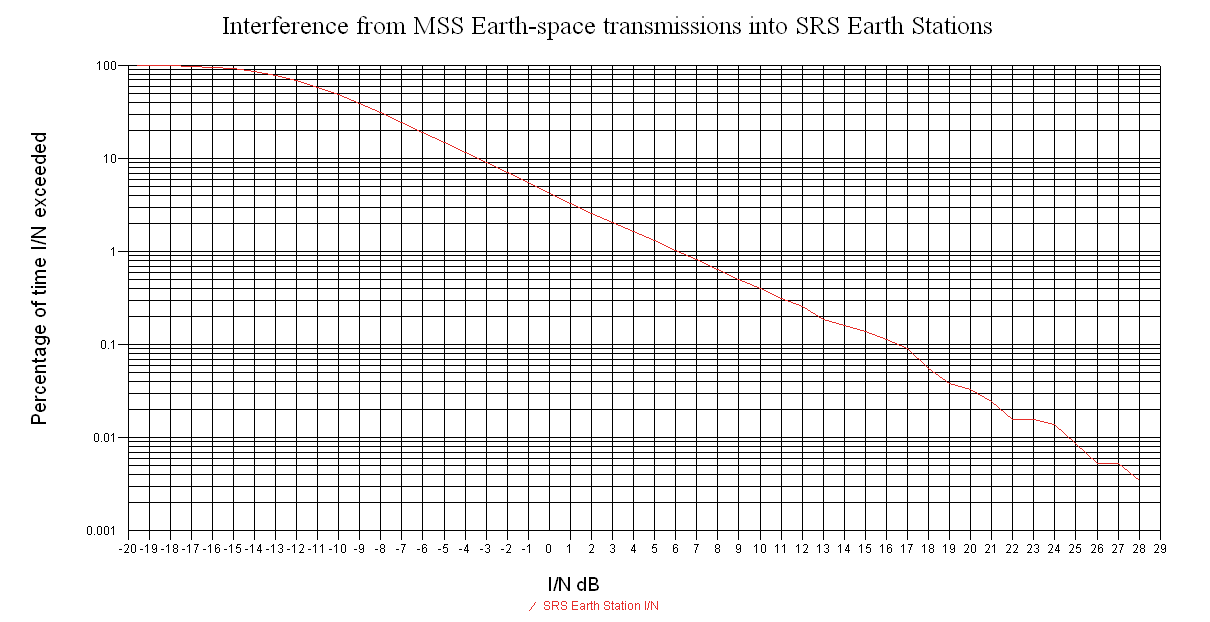 Interference from MSS Earth-space transmissions into SRS Earth Stations
Percentage of time I/N exceeded
100
10
1
0.1
0.01
0.001
-20 -19 -18 -17 -16 -15 -14 -13 -12 -11 -10 -9 -8 -7 -6 -5 -4 -3 -2 -1 0 1 2 3 4 5 6 7 8 9 10 11 12 13 14 15 16 17 18 19 20 21 22 23 24 25 26 27 28 29
I/N dB
SRS Earth Station I/N